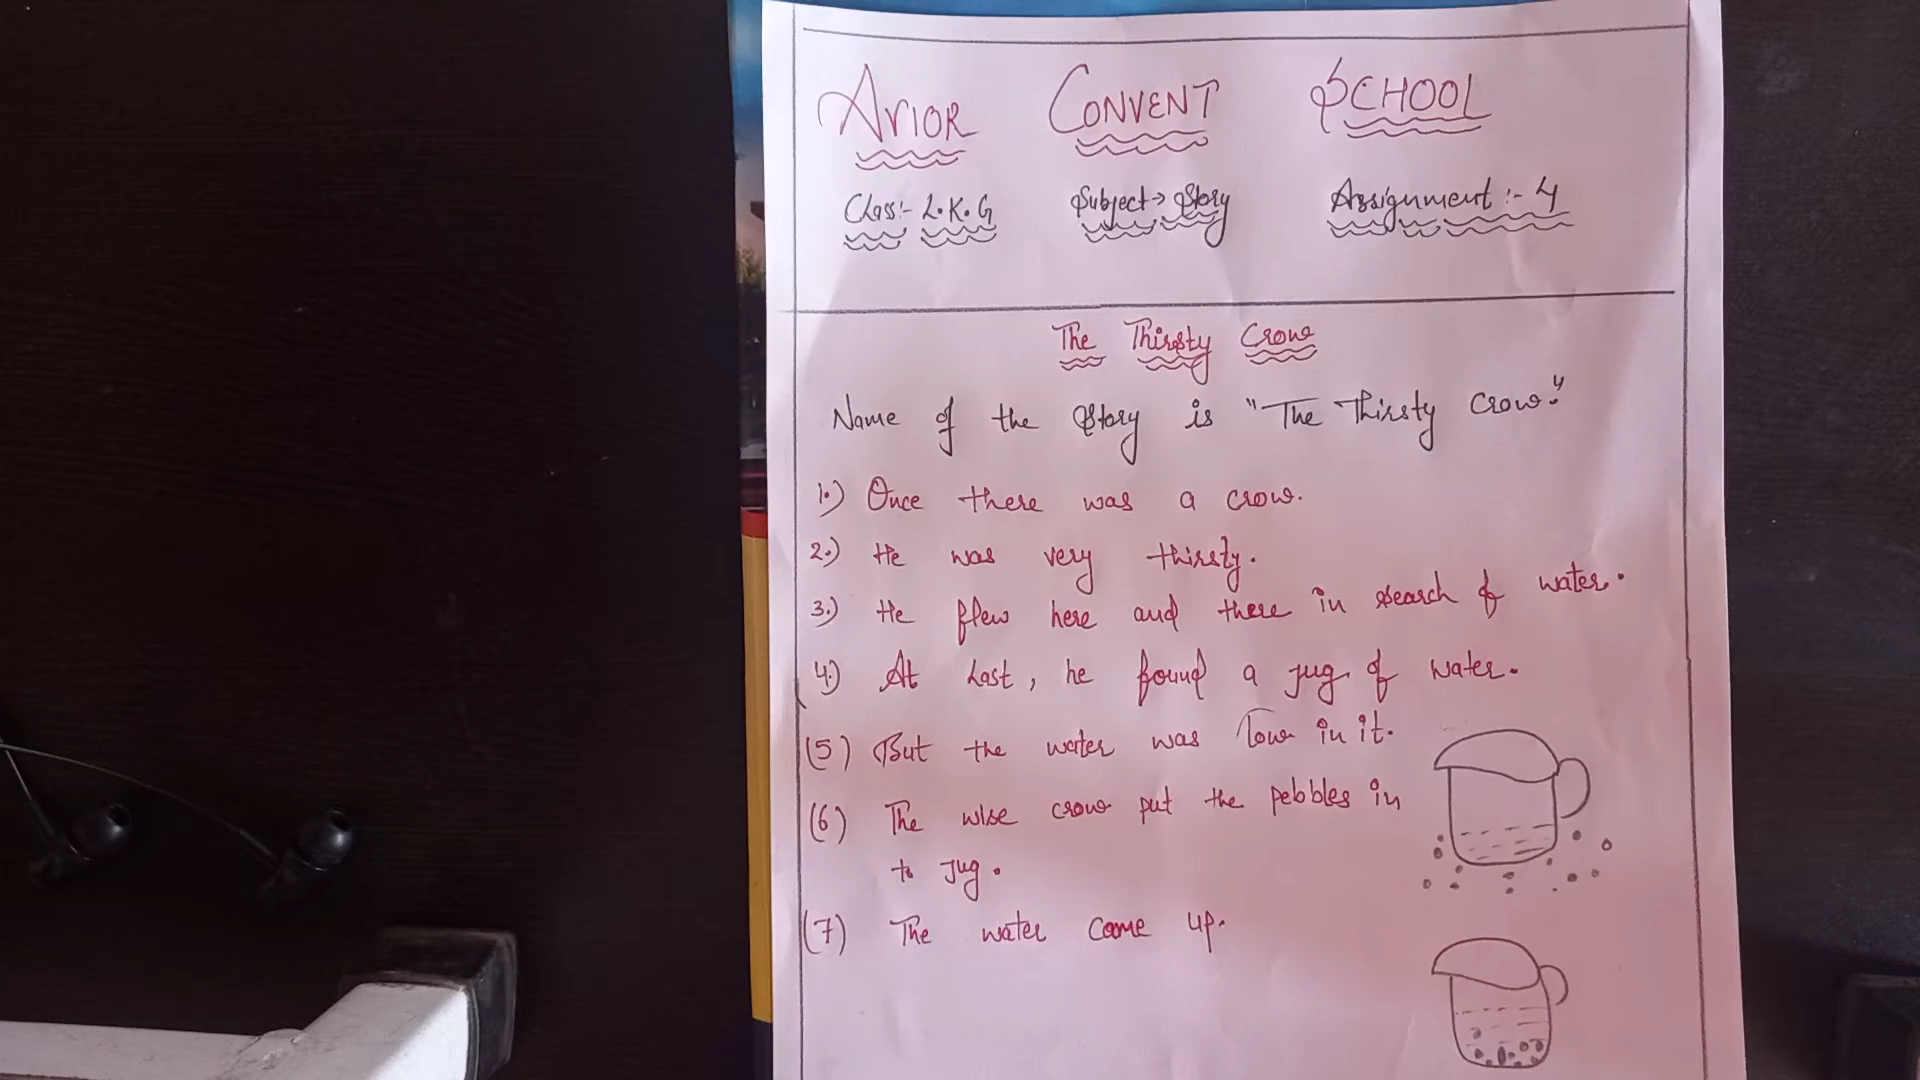 AVIOR CONVENT SCHOOL
Class:- L.K.G Subject→Story Assignment:- 4
The Thirsty Crow
Name of the Story is "The Thirsty Crow."
1.) Once there was a crow.
2.) He was very thirsty.
3.) He flew here and there in search of water.
4.) At last, he found a jug of water.
(5) But the water was low in it.
(6) The wise crow put the pebbles in
to jug.
(7) The water came up.